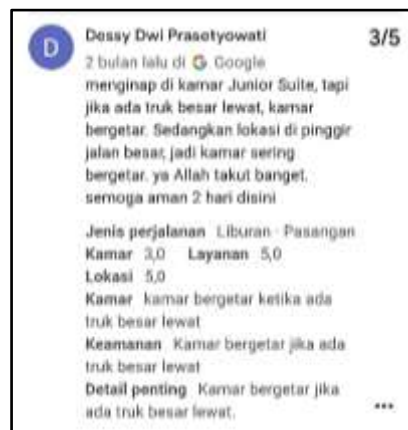 D
Dessy Dwi Prasetyowati
3/5
2 bulan lalu di G Google
menginap di kamar Junior Suite, tapi
jika ada truk besar lewat, kamar
bergetar. Sedangkan lokasi di pinggir
jalan besar, jadi kamar sering
bergetar. ya Allah takut banget.
semoga aman 2 hari disini
Jenis perjalanan Liburan · Pasangan
Kamar 3,0 Layanan 5,0
Lokasi 5,0
Kamar kamar bergetar ketika ada
truk besar lewat
Keamanan Kamar bergetar jika ada
truk besar lewat
Detail penting Kamar bergetar jika
ada truk besar lewat.